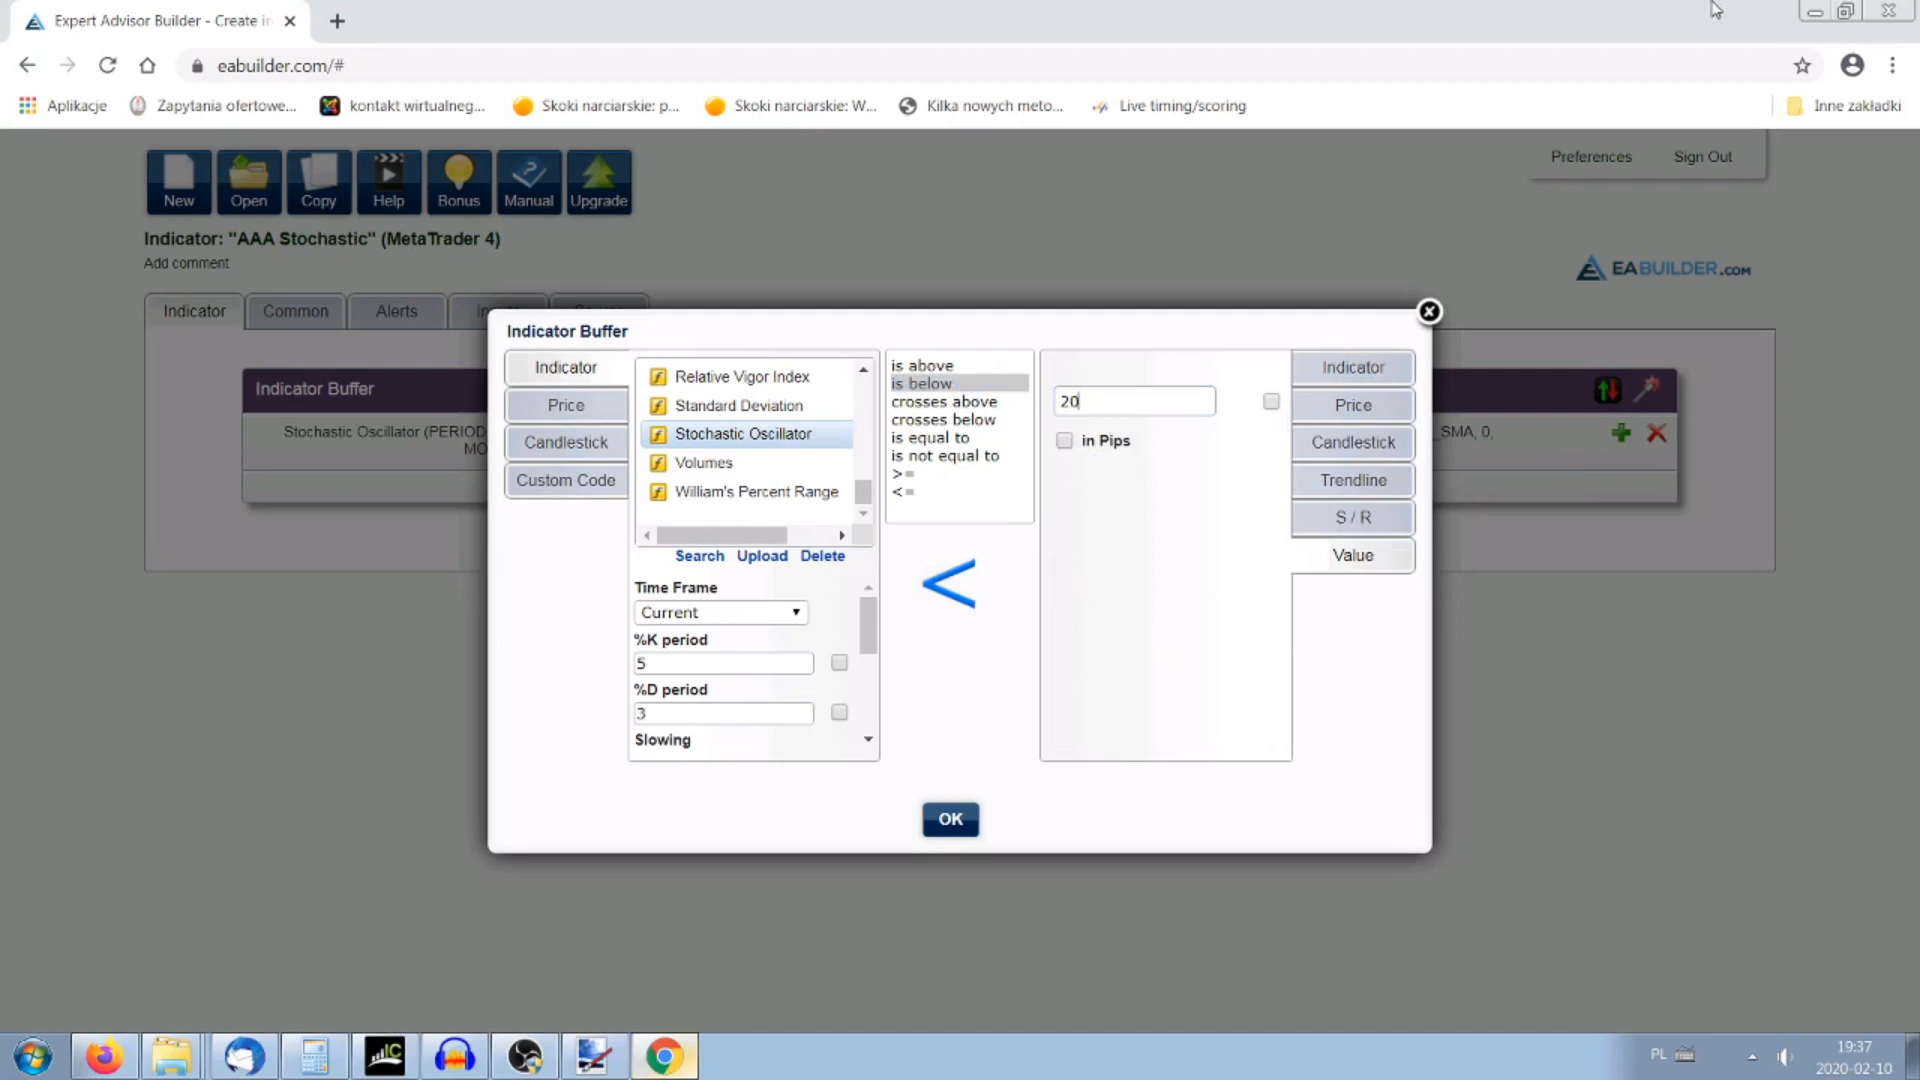 Expert Advisor Builder - Create in
eabuilder.com/#
Aplikacje
Zapytania ofertowe...
kontakt wirtualneg...
Skoki narciarskie: p...
Skoki narciarskie: W...
Kilka nowych meto...
Live timing/scoring
Inne zakładki
Preferences
Sign Out
New
Open
Copy
Help
Bonus
Manual
Upgrade
Indicator: "AAA Stochastic" (MetaTrader 4)
Add comment
EABUILDER.COM
Indicator
Common
Alerts
Indicator Buffer
Stochastic Oscillator (PERIOD
MO
_SMA, 0,
Indicator Buffer
Indicator
Price
Candlestick
Custom Code
Relative Vigor Index
Standard Deviation
Stochastic Oscillator
Volumes
William's Percent Range
Search Upload Delete
Time Frame
Current
%K period
5
%D period
3
Slowing
is above
is below
crosses above
crosses below
is equal to
is not equal to
>=
<=
<
20
in Pips
Indicator
Price
Candlestick
Trendline
S / R
Value
OK
IC
PL
19:37
2020-02-10